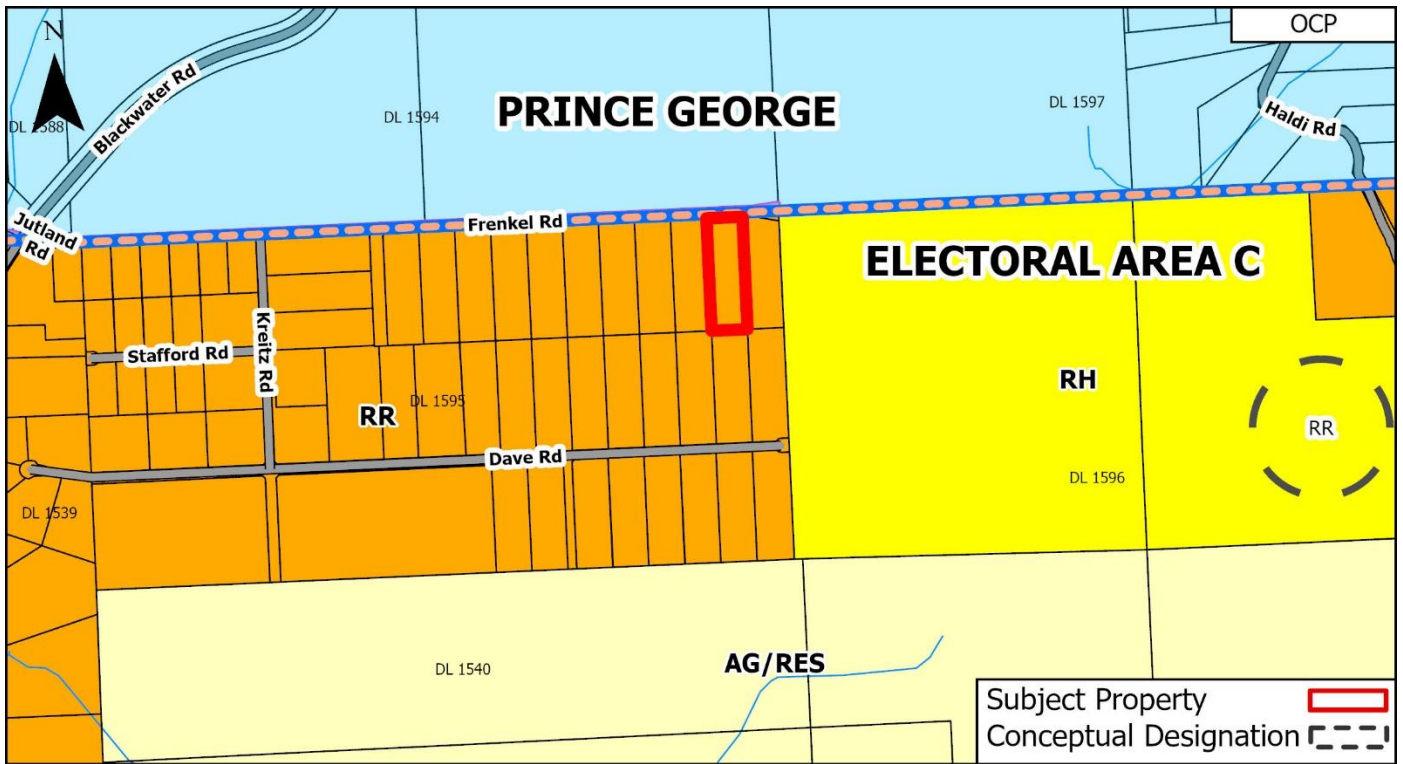 OCP
N
Blackwater Rd
DL 1588
DL 1594
PRINCE GEORGE
DL 1597
Haldi Rd
Jutland
Rd
Frenkel Rd
ELECTORAL AREA C
Kreitz Rd
Stafford Rd
RR
DL 1595
RH
RR
Dave Rd
DL 1596
DL 1539
DL 1540
AG/RES
Subject Property
Conceptual Designation